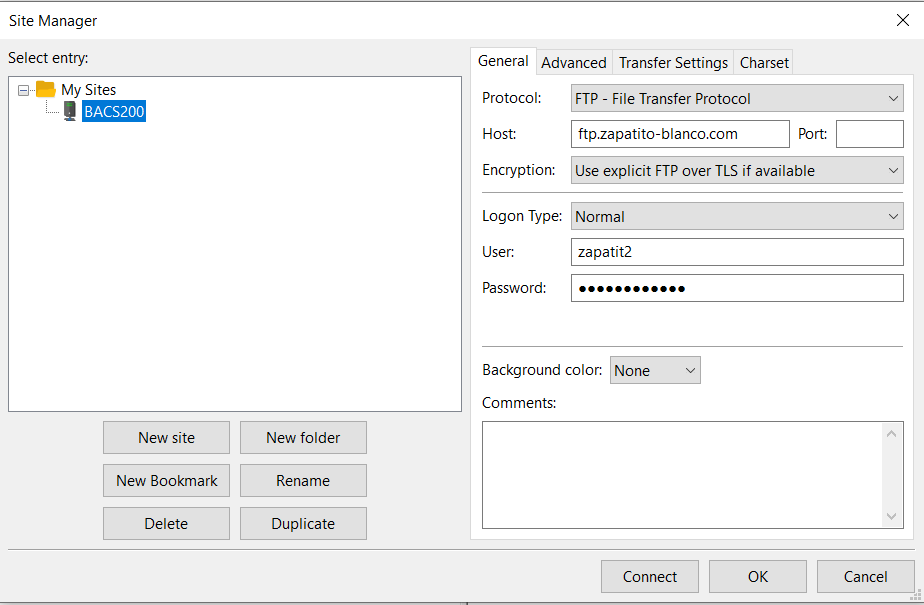 Site Manager
Select entry:
My Sites
BACS200
New site
New folder
New Bookmark
Rename
Delete
Duplicate
General
Advanced
Transfer Settings
Charset
Protocol:
FTP - File Transfer Protocol
Host:
ftp.zapatito-blanco.com
Port:
Encryption:
Use explicit FTP over TLS if available
Logon Type:
Normal
User:
zapatit2
Password:
●●●●●●●●●●●●
Background color:
None
Comments:
Connect
OK
Cancel